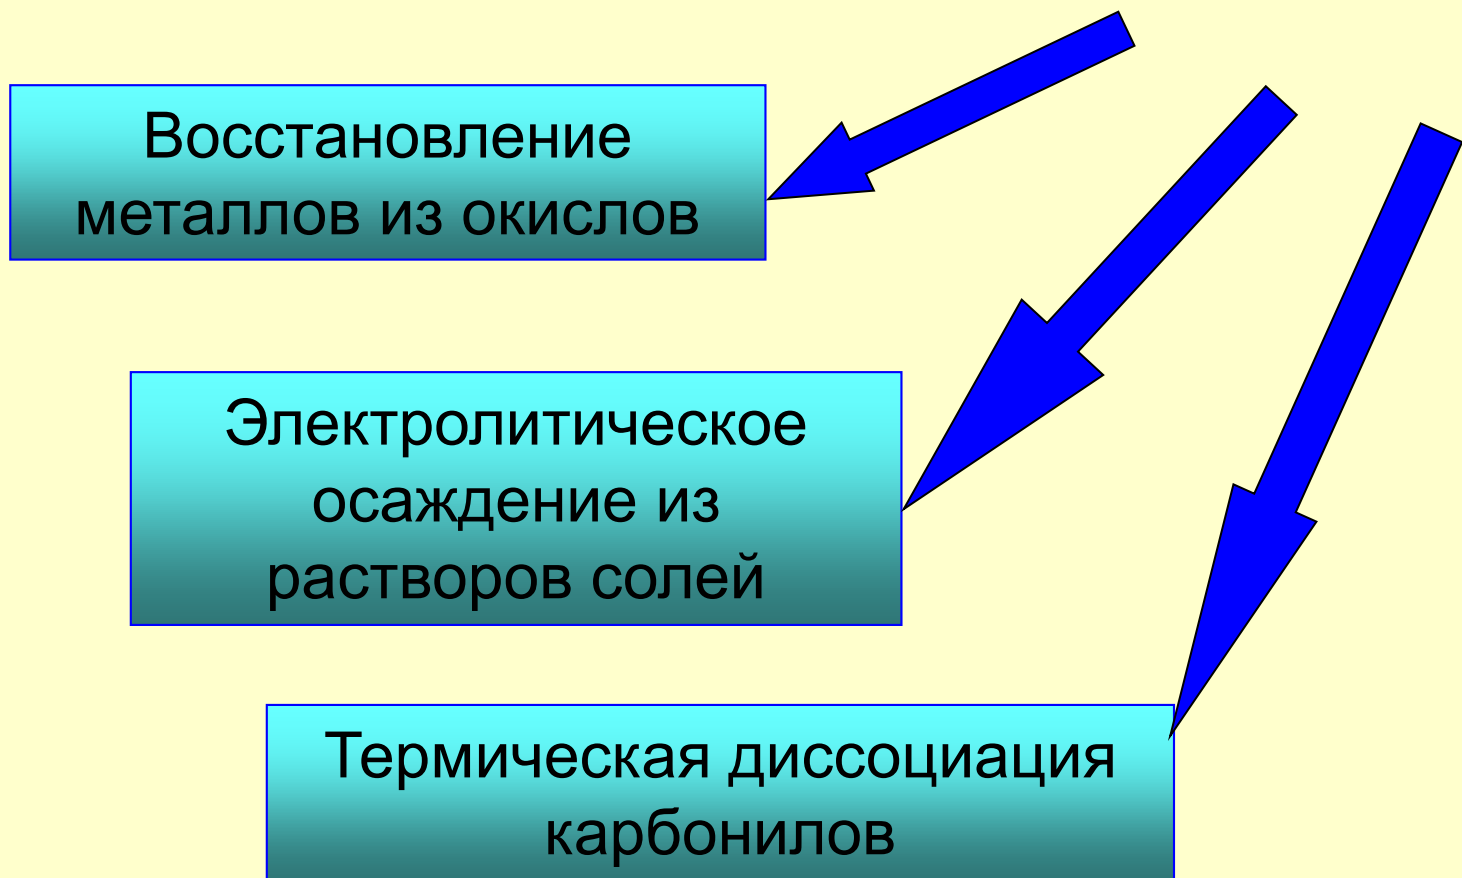 Восстановление
металлов из окислов
Электролитическое
осаждение из
растворов солей
Термическая диссоциация
карбонилов